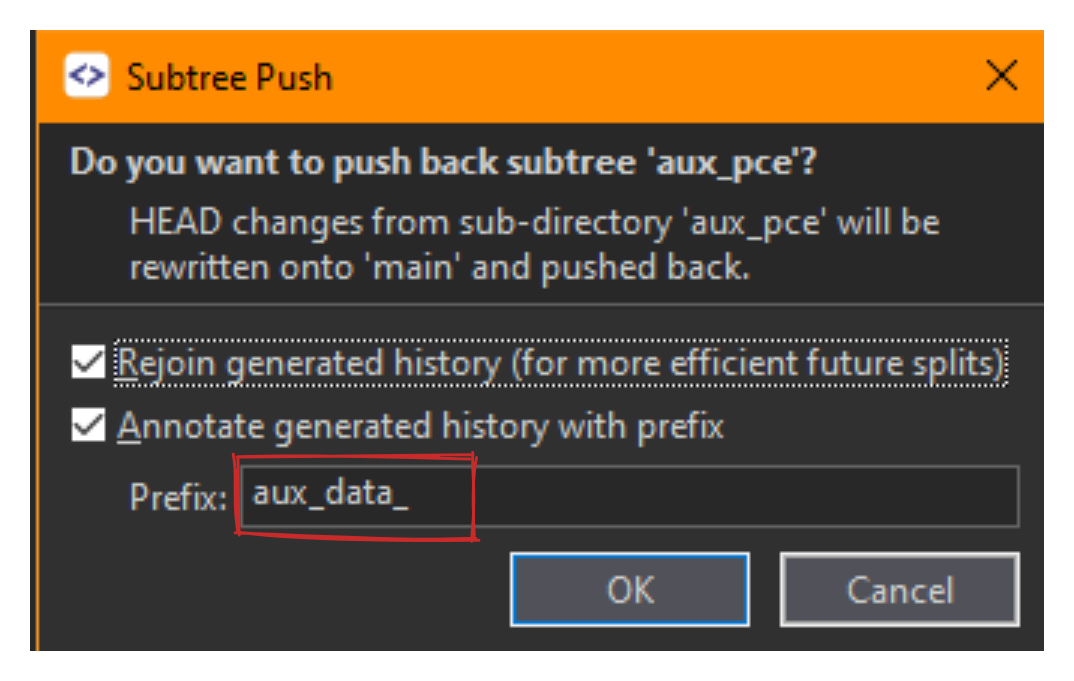 Subtree Push
Do you want to push back subtree 'aux_pce'?
HEAD changes from sub-directory 'aux_pce' will be
rewritten onto 'main' and pushed back.
Rejoin generated history (for more efficient future splits)
Annotate generated history with prefix
Prefix: aux_data_
OK Cancel